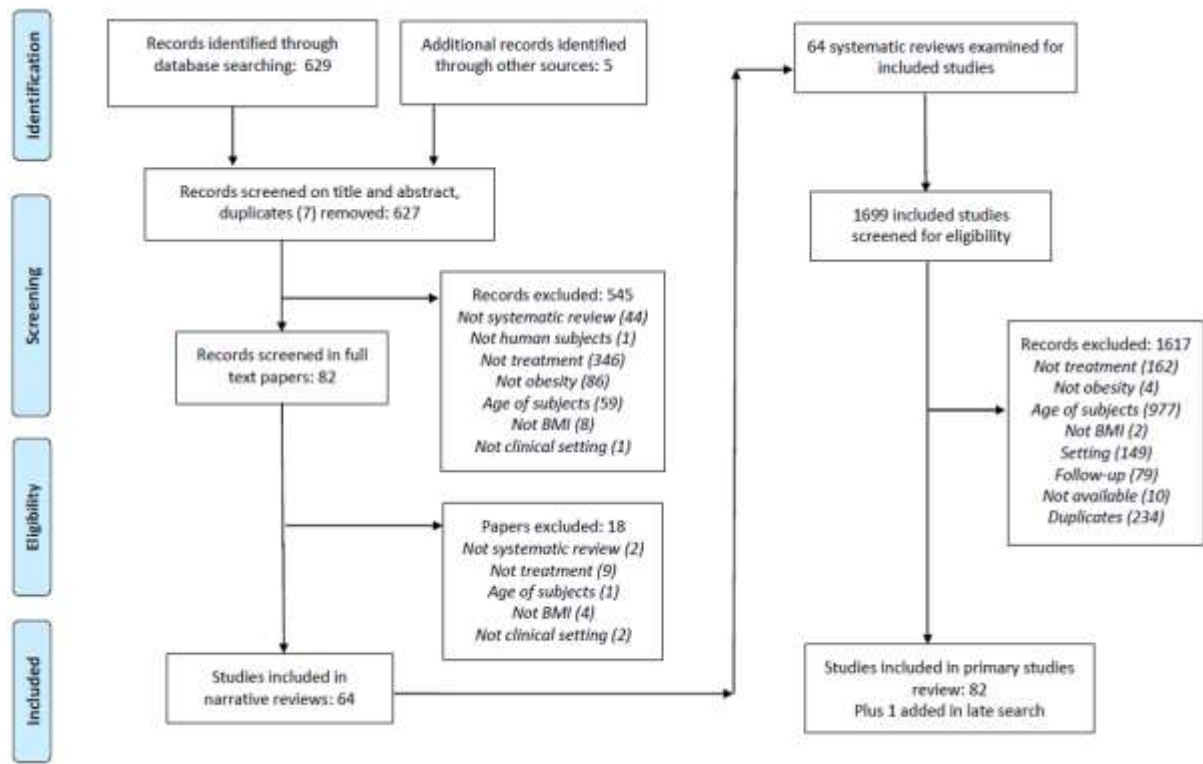 Identification
Records identified through
database searching: 629
Additional records identified
through other sources: 5
Records screened on title and abstract,
duplicates (7) removed: 627
Screening
Records excluded: 545
Not systematic review (44)
Not human subjects (1)
Not treatment (346)
Not obesity (86)
Age of subjects (59)
Not BMI (8)
Not clinical setting (1)
Records screened in full
text papers: 82
Eligibility
Papers excluded: 18
Not systematic review (2)
Not treatment (9)
Age of subjects (1)
Not BMI (4)
Not clinical setting (2)
Included
Studies included in
narrative reviews: 64
64 systematic reviews examined for
included studies
1699 included studies
screened for eligibility
Records excluded: 1617
Not treatment (162)
Not obesity (4)
Age of subjects (977)
Not BMI (2)
Setting (149)
Follow-up (79)
Not available (10)
Duplicates (234)
Studies included in primary studies
review: 82
Plus 1 added in late search